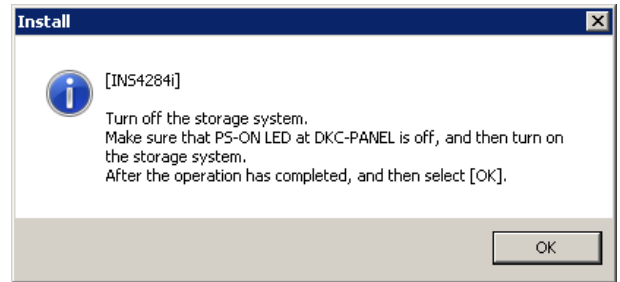 Install
[INS4284i]
Turn off the storage system.
Make sure that PS-ON LED at DKC-PANEL is off, and then turn on
the storage system.
After the operation has completed, and then select [OK].
OK